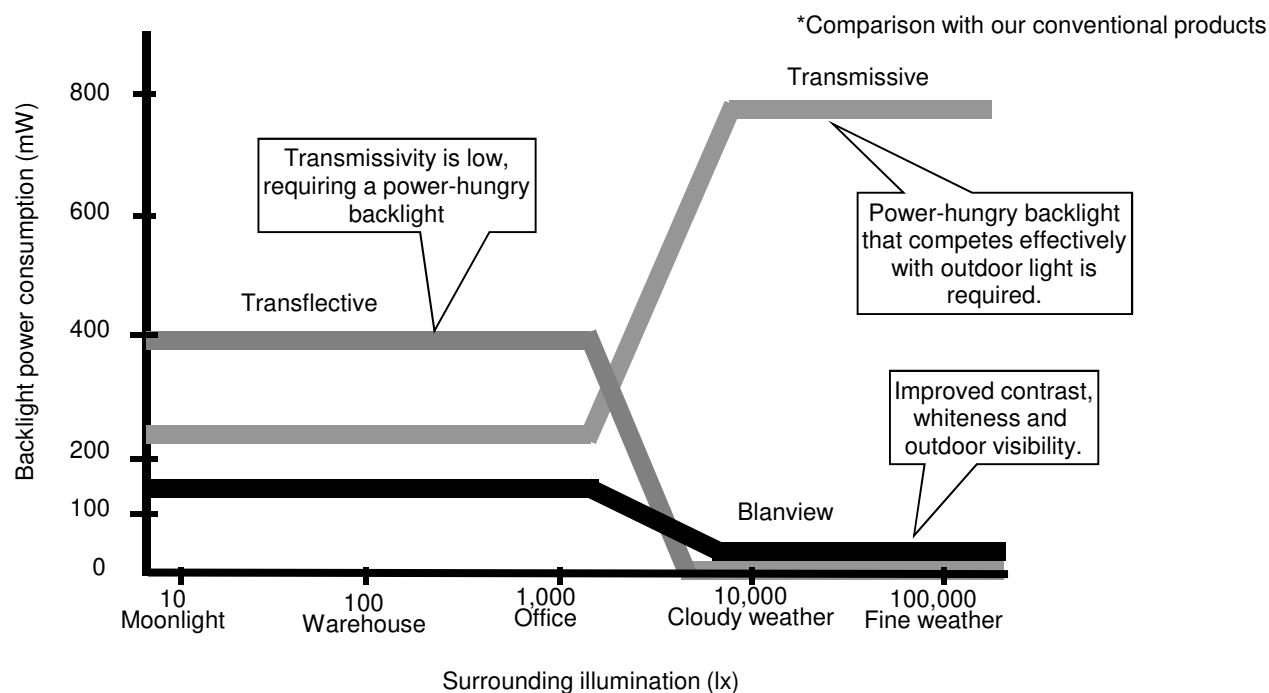 *Comparison with our conventional products
Transmissive
800
Transmissivity is low,
requiring a power-hungry
backlight
600
Power-hungry backlight
that competes effectively
with outdoor light is
required.
Backlight power consumption (mW)
Transflective
400
Improved contrast,
whiteness and
outdoor visibility.
200
100
Blanview
0
10
100
1,000
10,000
100,000
Moonlight
Warehouse
Office
Cloudy weather
Fine weather
Surrounding illumination (lx)